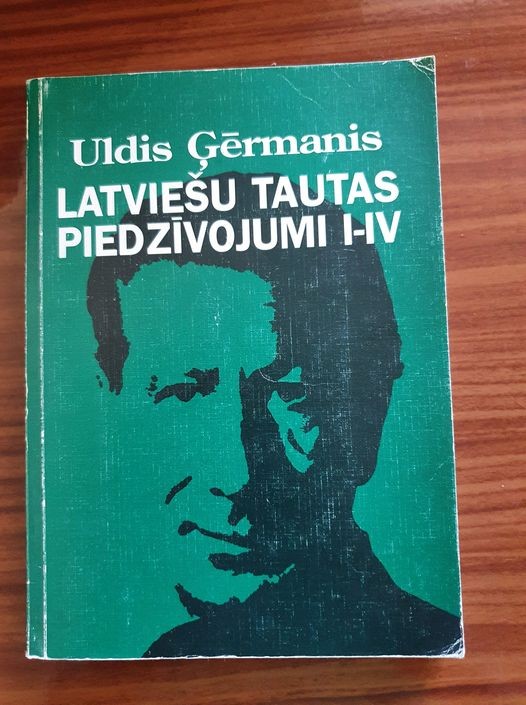 Uldis Ģērmanis
LATVIEŠU TAUTAS
PIEDZĪVOJUMI I-IV